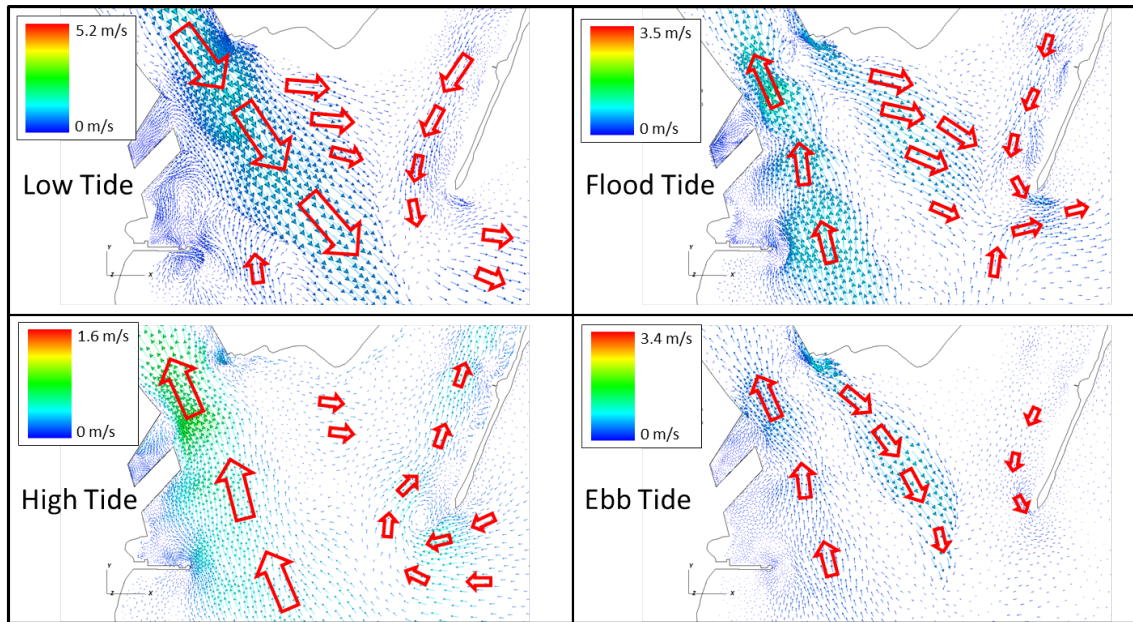 5.2 m/s
0 m/s
Low Tide
Y
Z X
3.5 m/s
0 m/s
Flood Tide
Y
Z X
1.6 m/s
0 m/s
High Tide
Y
Z X
3.4 m/s
0 m/s
Ebb Tide
Y
Z X